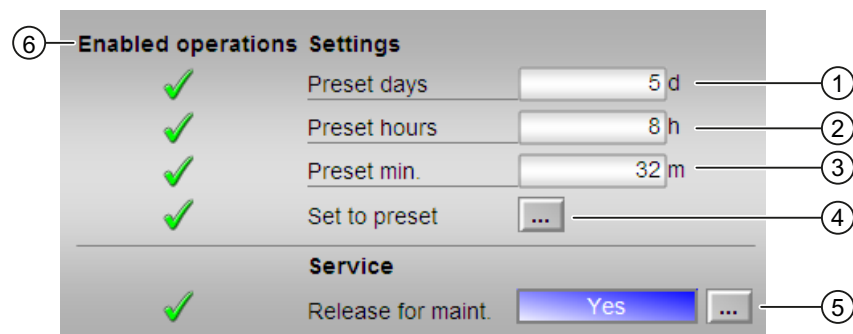 6 Enabled operations Settings
Preset days 5 d 1
Preset hours 8 h 2
Preset min. 32 m 3
Set to preset ... 4
Service
Release for maint. Yes ... 5